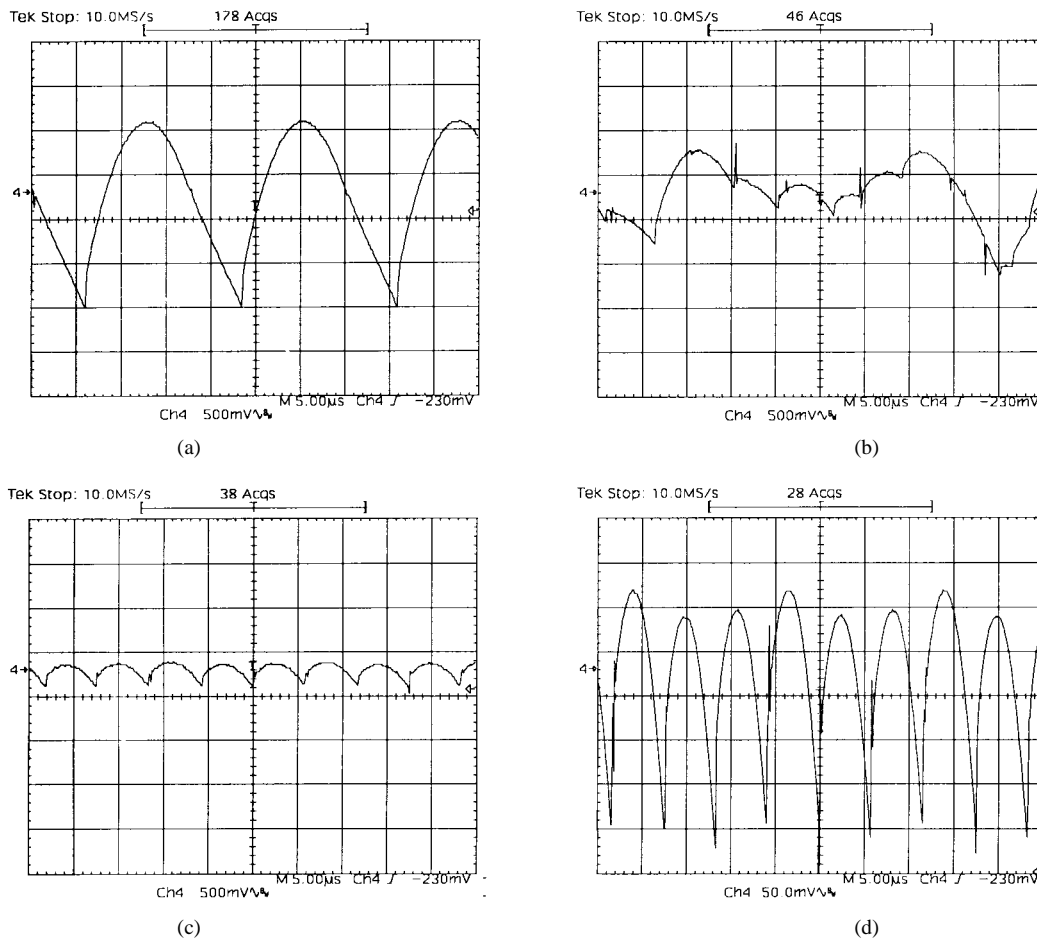 Tek Stop: 10.0MS/s 178 Acqs
4
M 5.00µs Ch4 ∫ -230mV
Ch4 500mV
(a)
Tek Stop: 10.0MS/s 46 Acqs
4
M 5.00µs Ch4 ∫ -230mV
Ch4 500mV
(b)
Tek Stop: 10.0MS/s 38 Acqs
4
M 5.00µs Ch4 ∫ -230mV
Ch4 500mV
(c)
Tek Stop: 10.0MS/s 28 Acqs
4
M 5.00µs Ch4 ∫ -230mV
Ch4 50.0mV
(d)